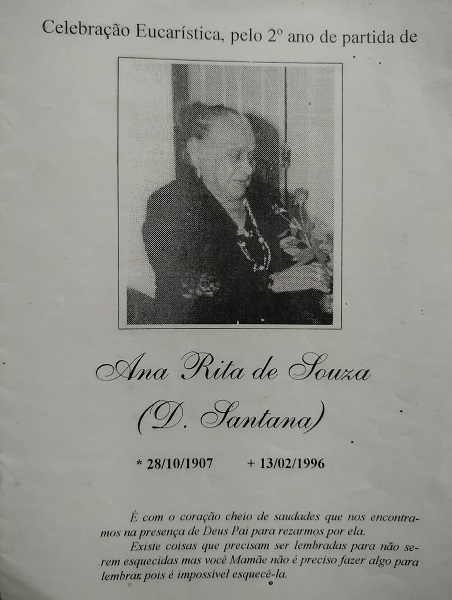 Celebração Eucarística, pelo 2º ano de partida de
Ana Rita de Souza
(D. Santana)
* 28/10/1907 + 13/02/1996
É com o coração cheio de saudades que nos encontra-
mos na presença de Deus Pai para rezarmos por ela.
Existe coisas que precisam ser lembradas para não se-
rem esquecidas mas você Mamãe não é preciso fazer algo para
lembrar pois é impossível esquecê-la.